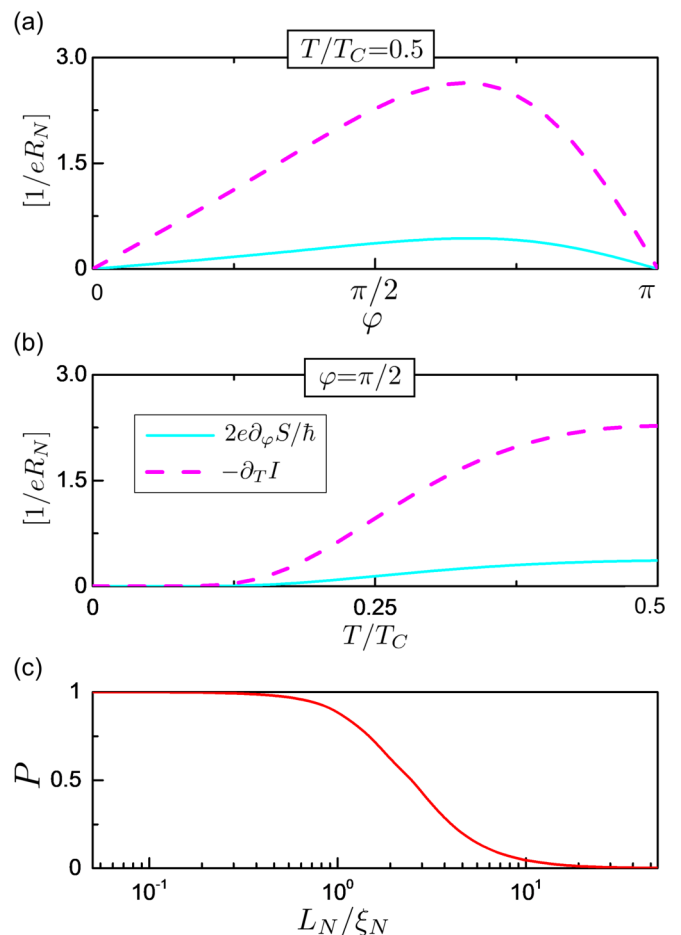 (a)
T/T_C=0.5
3.0
1.5
0
[1/eR_N]
0
π/2
π
φ
(b)
φ=π/2
3.0
1.5
0
[1/eR_N]
2e∂_φS/ħ
−∂_TI
0
0.25
0.5
T/T_C
(c)
1
0.5
0
P
10^-1
10^0
10^1
L_N/ξ_N